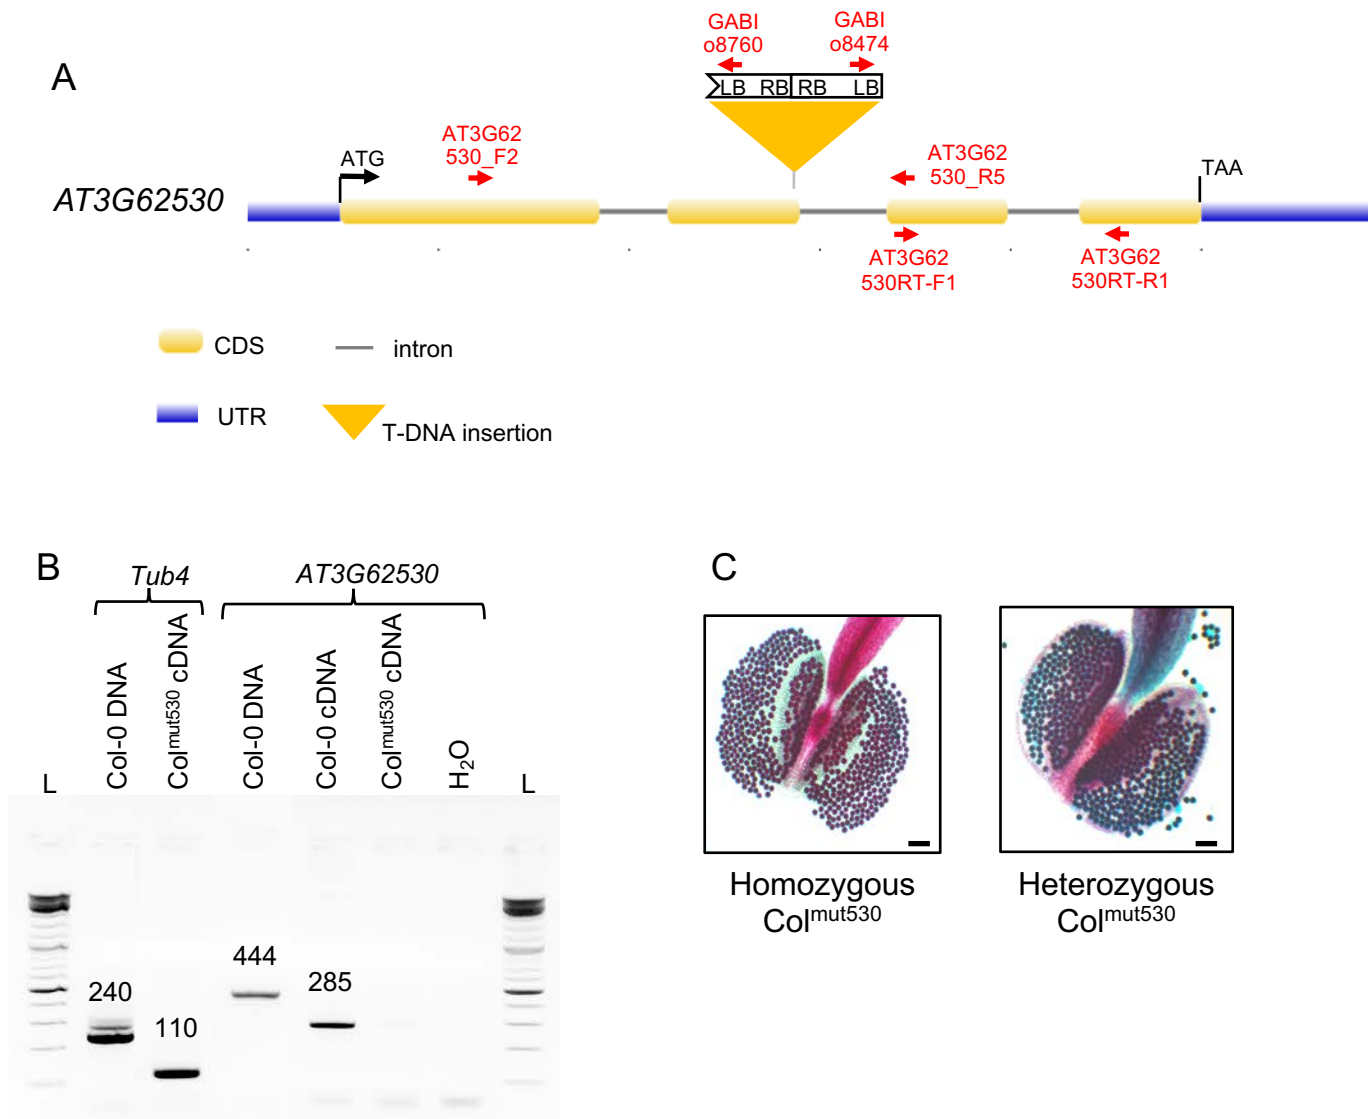 A
GABI
o8760
GABI
o8474
LB RB RB LB
ATG
AT3G62
530_F2
AT3G62
530_R5
TAA
AT3G62530
AT3G62
530RT-F1
AT3G62
530RT-R1
CDS
intron
UTR
T-DNA insertion
B
Tub4
AT3G62530
L
Col-0 DNA
Colmut530 cDNA
Col-0 DNA
Col-0 cDNA
Colmut530 cDNA
H2O
L
240
110
444
285
C
Homozygous
Colmut530
Heterozygous
Colmut530